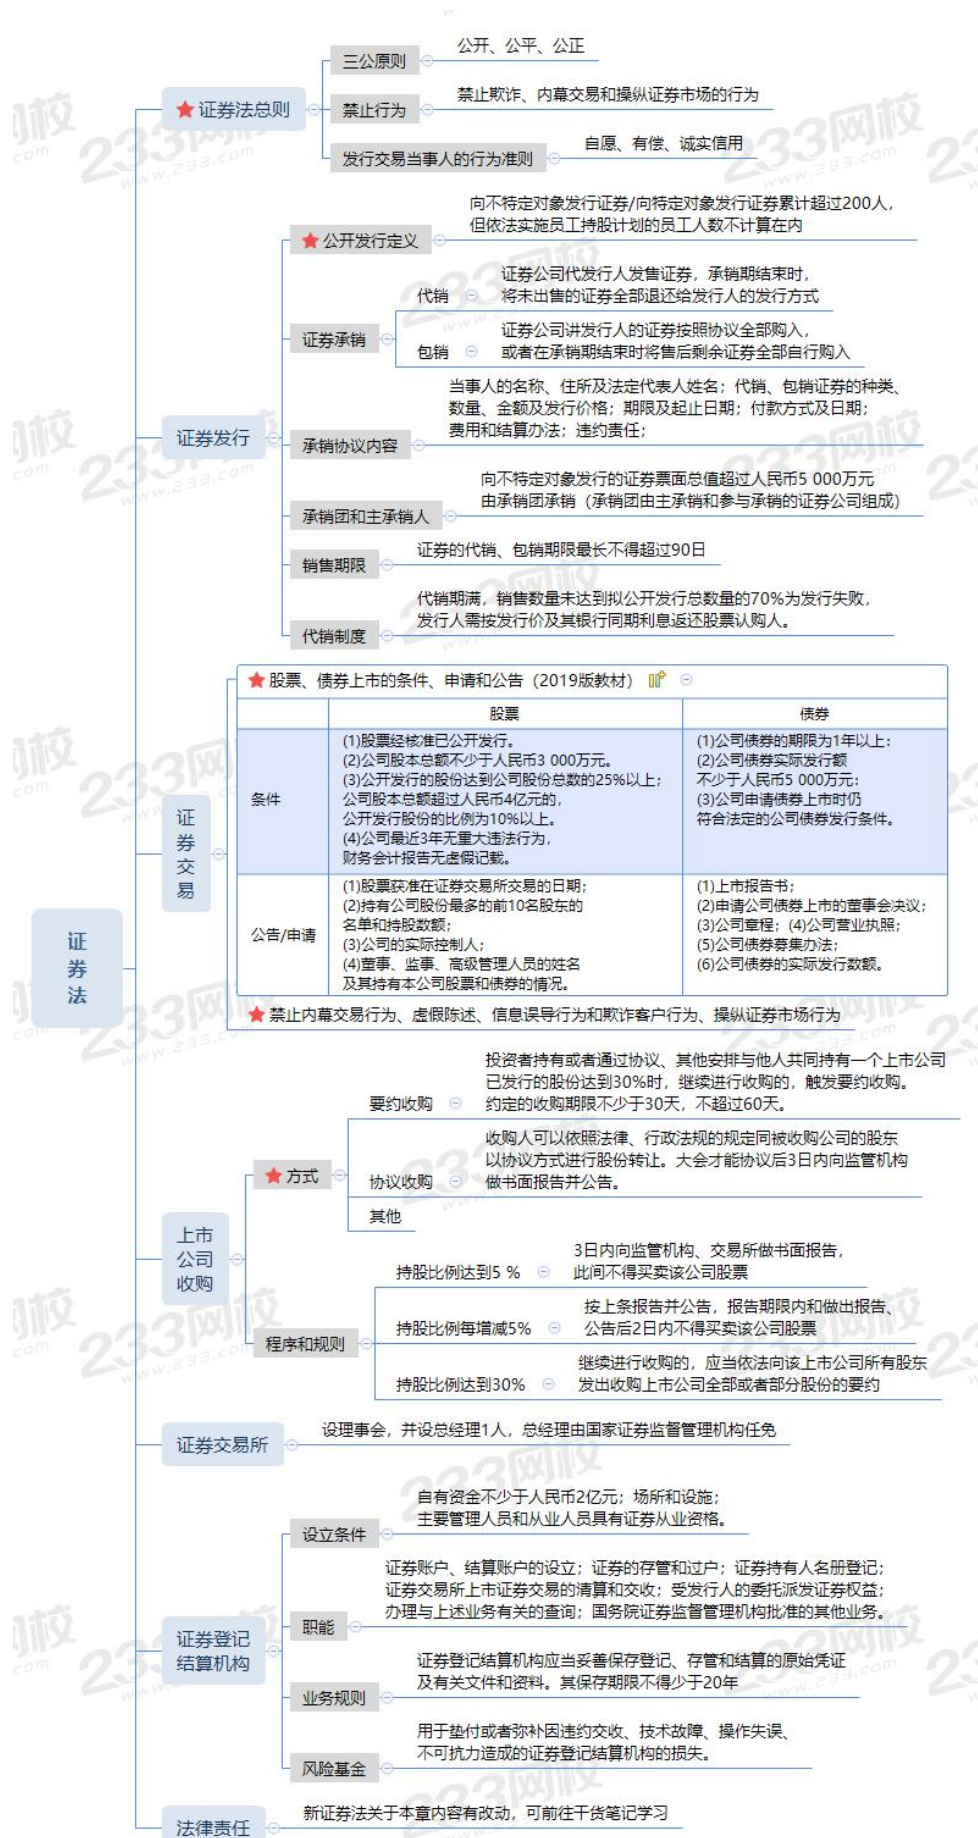 证券法
证券法总则
三公原则
公开、公平、公正
禁止行为
禁止欺诈、内幕交易和操纵证券市场的行为
发行交易当事人的行为准则
自愿、有偿、诚实信用
证券发行
公开发行定义
向不特定对象发行证券/向特定对象发行证券累计超过200人，
但依法实施员工持股计划的员工人数不计算在内
证券承销
代销
证券公司代发行人发售证券，承销期结束时，
将未出售的证券全部退还给发行人的发行方式
包销
证券公司讲发行人的证券按照协议全部购入，
或者在承销期结束时将售后剩余证券全部自行购入
承销协议内容
当事人的名称、住所及法定代表人姓名；代销、包销证券的种类、
数量、金额及发行价格；期限及起止日期；付款方式及日期；
费用和结算办法；违约责任；
承销团和主承销人
向不特定对象发行的证券票面总值超过人民币5 000万元
由承销团承销（承销团由主承销和参与承销的证券公司组成）
销售期限
证券的代销、包销期限最长不得超过90日
代销制度
代销期满，销售数量未达到拟公开发行总数量的70%为发行失败，
发行人需按发行价及其银行同期利息返还股票认购人。
证券交易
股票、债券上市的条件、申请和公告（2019版教材）
股票
债券
条件
(1)股票经核准已公开发行。
(2)公司股本总额不少于人民币3 000万元。
(3)公开发行的股份达到公司股份总数的25%以上；
公司股本总额超过人民币4亿元的，
公开发行股份的比例为10%以上。
(4)公司最近3年无重大违法行为，
财务会计报告无虚假记载。
(1)公司债券的期限为1年以上：
(2)公司债券实际发行额
不少于人民币5 000万元：
(3)公司申请债券上市时仍
符合法定的公司债券发行条件。
公告/申请
(1)股票获准在证券交易所交易的日期；
(2)持有公司股份最多的前10名股东的
名单和持股数额；
(3)公司的实际控制人；
(4)董事、监事、高级管理人员的姓名
及其持有本公司股票和债券的情况。
(1)上市报告书；
(2)申请公司债券上市的董事会决议；
(3)公司章程；(4)公司营业执照；
(5)公司债券募集办法；
(6)公司债券的实际发行数额。
禁止内幕交易行为、虚假陈述、信息误导行为和欺诈客户行为、操纵证券市场行为
上市
公司
收购
方式
要约收购
投资者持有或者通过协议、其他安排与他人共同持有一个上市公司
已发行的股份达到30%时，继续进行收购的，触发要约收购。
约定的收购期限不少于30天，不超过60天。
协议收购
收购人可以依照法律、行政法规的规定同被收购公司的股东
以协议方式进行股份转让。大会才能协议后3日内向监管机构
做书面报告并公告。
其他
程序和规则
持股比例达到5 %
3日内向监管机构、交易所做书面报告，
此间不得买卖该公司股票
持股比例每增减5%
按上条报告并公告，报告期限内和做出报告、
公告后2日内不得买卖该公司股票
持股比例达到30%
继续进行收购的，应当依法向该上市公司所有股东
发出收购上市公司全部或者部分股份的要约
证券交易所
设理事会，并设总经理1人，总经理由国家证券监督管理机构任免
证券登记
结算机构
设立条件
自有资金不少于人民币2亿元；场所和设施；
主要管理人员和从业人员具有证券从业资格。
职能
证券账户、结算账户的设立；证券的存管和过户；证券持有人名册登记；
证券交易所上市证券交易的清算和交收；受发行人的委托派发证券权益；
办理与上述业务有关的查询；国务院证券监督管理机构批准的其他业务。
业务规则
证券登记结算机构应当妥善保存登记、存管和结算的原始凭证
及有关文件和资料。其保存期限不得少于20年
风险基金
用于垫付或者弥补因违约交收、技术故障、操作失误、
不可抗力造成的证券登记结算机构的损失。
法律责任
新证券法关于本章内容有改动，可前往干货笔记学习
233网校
www.233.com